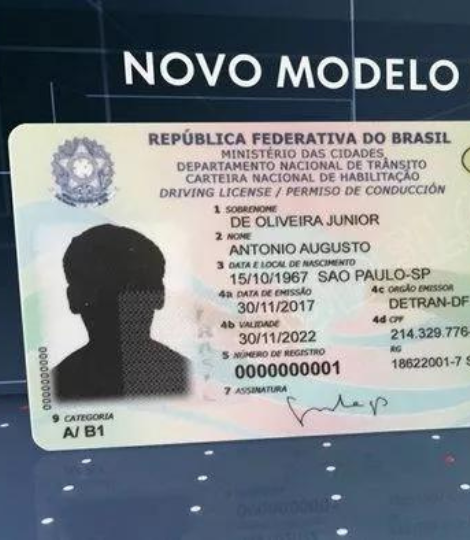 NOVO MODELO
REPÚBLICA FEDERATIVA DO BRASIL
MINISTÉRIO DAS CIDADES
DEPARTAMENTO NACIONAL DE TRÂNSITO
CARTEIRA NACIONAL DE HABILITAÇÃO
DRIVING LICENSE / PERMISO DE CONDUCCIÓN
1 SOBRENOME
DE OLIVEIRA JUNIOR
2 NOME
ANTONIO AUGUSTO
3 DATA E LOCAL DE NASCIMENTO
15/10/1967 SAO PAULO-SP
4a DATA DE EMISSÃO 4c ORGÃO EMISSOR
30/11/2017 DETRAN-DF
4b VALIDADE 4d CPF
30/11/2022 214.329.776-
5 NÚMERO DE REGISTRO RG
0000000001 18622001-7 S
7 ASSINATURA
9 CATEGORIA
A/ B1